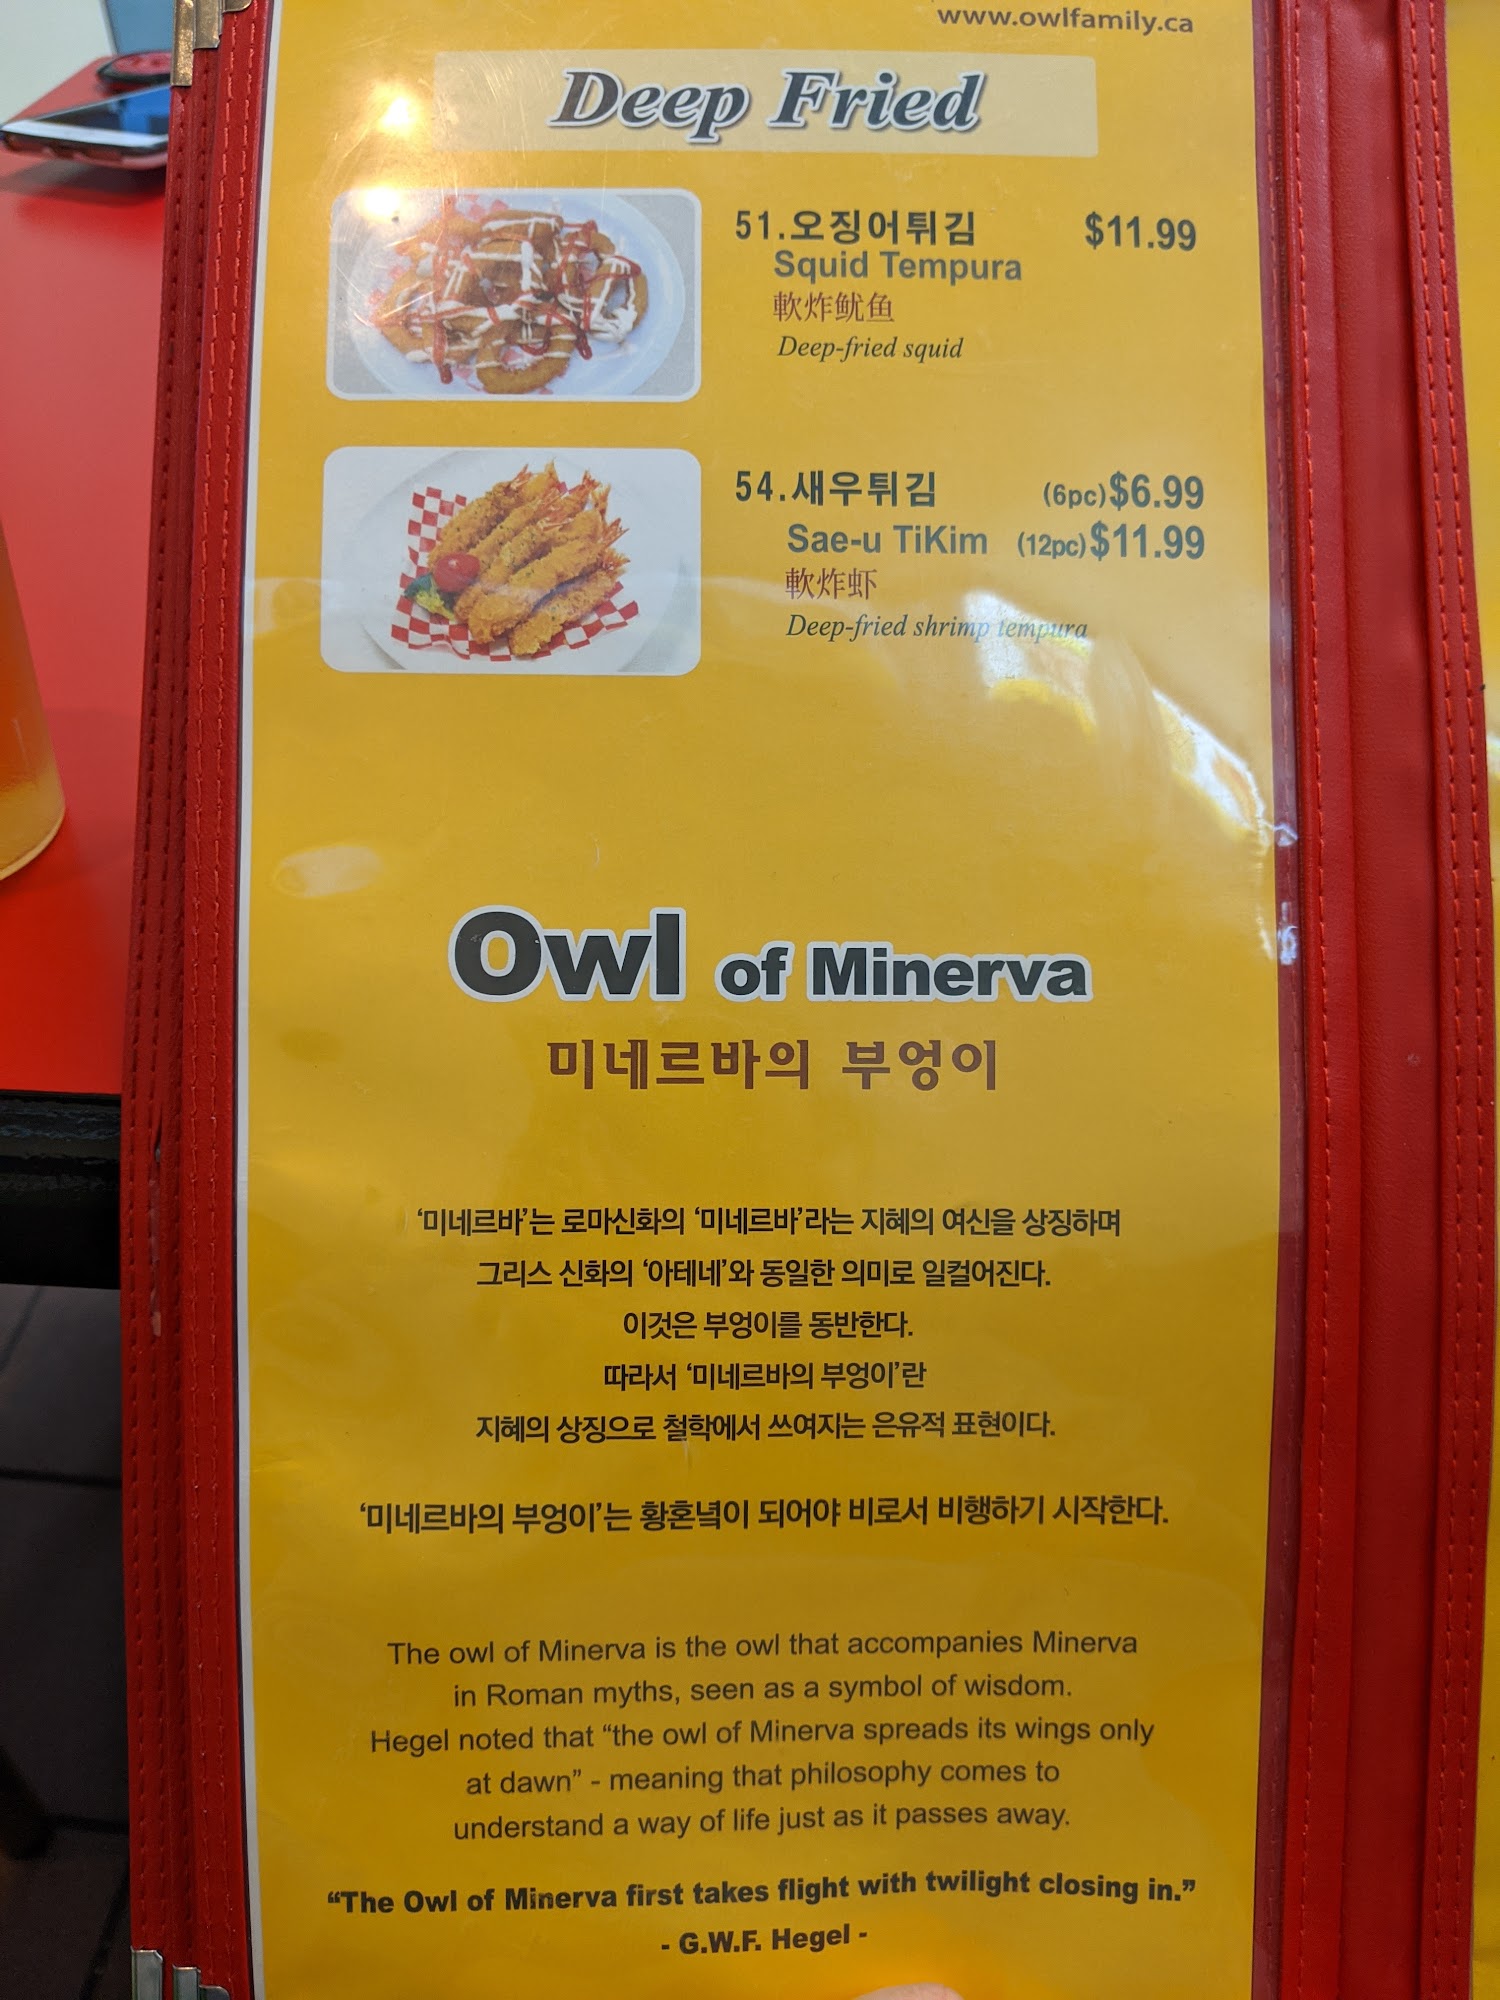 www.owlfamily.ca
Deep Fried
51.오징어튀김 $11.99
Squid Tempura
軟炸鱿鱼
Deep-fried squid
54.새우튀김 (6pc)$6.99
Sae-u TiKim (12pc)$11.99
軟炸虾
Deep-fried shrimp tempura
Owl of Minerva
미네르바의 부엉이
‘미네르바’는 로마신화의 ‘미네르바’라는 지혜의 여신을 상징하며
그리스 신화의 ‘아테네’와 동일한 의미로 일컬어진다.
이것은 부엉이를 동반한다.
따라서 ‘미네르바의 부엉이’란
지혜의 상징으로 철학에서 쓰여지는 은유적 표현이다.
‘미네르바의 부엉이’는 황혼녘이 되어야 비로서 비행하기 시작한다.
The owl of Minerva is the owl that accompanies Minerva
in Roman myths, seen as a symbol of wisdom.
Hegel noted that “the owl of Minerva spreads its wings only
at dawn” - meaning that philosophy comes to
understand a way of life just as it passes away.
“The Owl of Minerva first takes flight with twilight closing in.”
- G.W.F. Hegel -